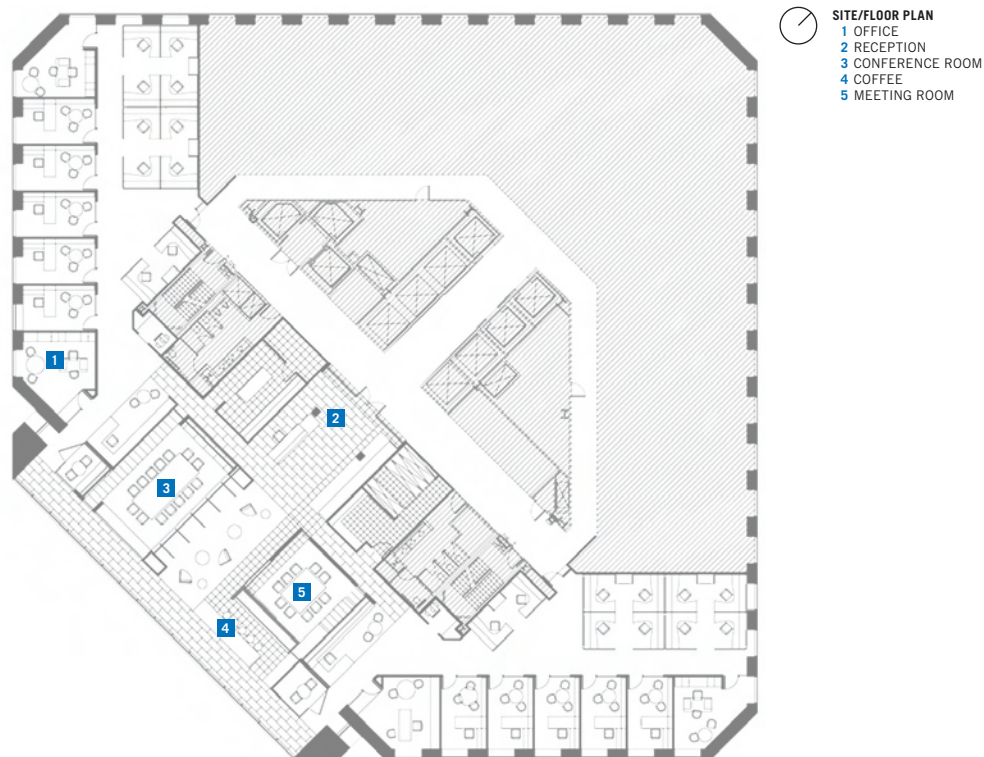 SITE/FLOOR PLAN
1 OFFICE
2 RECEPTION
3 CONFERENCE ROOM
4 COFFEE
5 MEETING ROOM
1
2
3
5
4